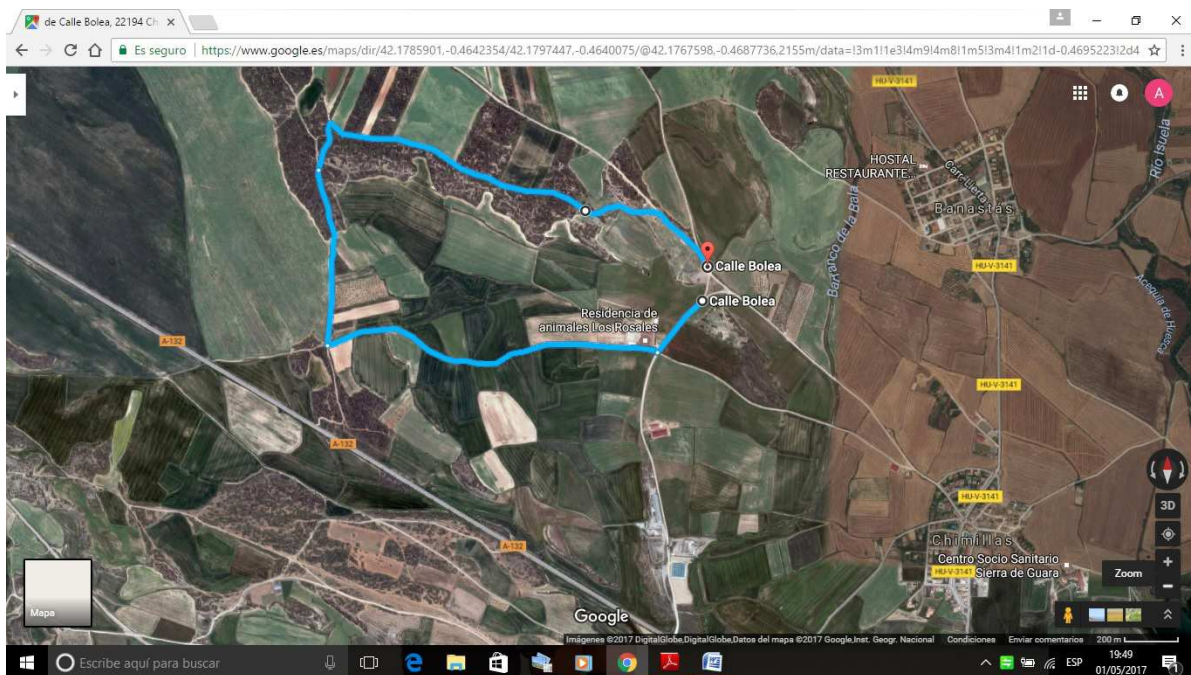 de Calle Bolea, 22194 Ch
Es seguro
https://www.google.es/maps/dir/42.1785901,-0.4642354/42.1797447,-0.4640075/@42.1767598,-0.4687736,2155m/data=!3m1!1e3!4m9!4m8!1m5!3m4!1m2!1d-0.4695223!2d4
A
HU-V-3141
HOSTAL
RESTAURANTE...
Banastás
Río Isuela
Barranco de la Bala
HU-V-3141
Acequia de Huesca
Calle Bolea
Calle Bolea
Residencia de
animales Los Rosales
A-132
HU-V-3141
A-132
HU-V-3141
3D
A-132
Chimillas
Centro Socio Sanitario
HU-V-3141 Sierra de Guara
Zoom
Mapa
Google
Imágenes ©2017 DigitalGlobe,DigitalGlobe,Datos del mapa ©2017 Google,Inst. Geogr. Nacional Condiciones Enviar comentarios 200 m
Escribe aquí para buscar
ESP
19:49
01/05/2017